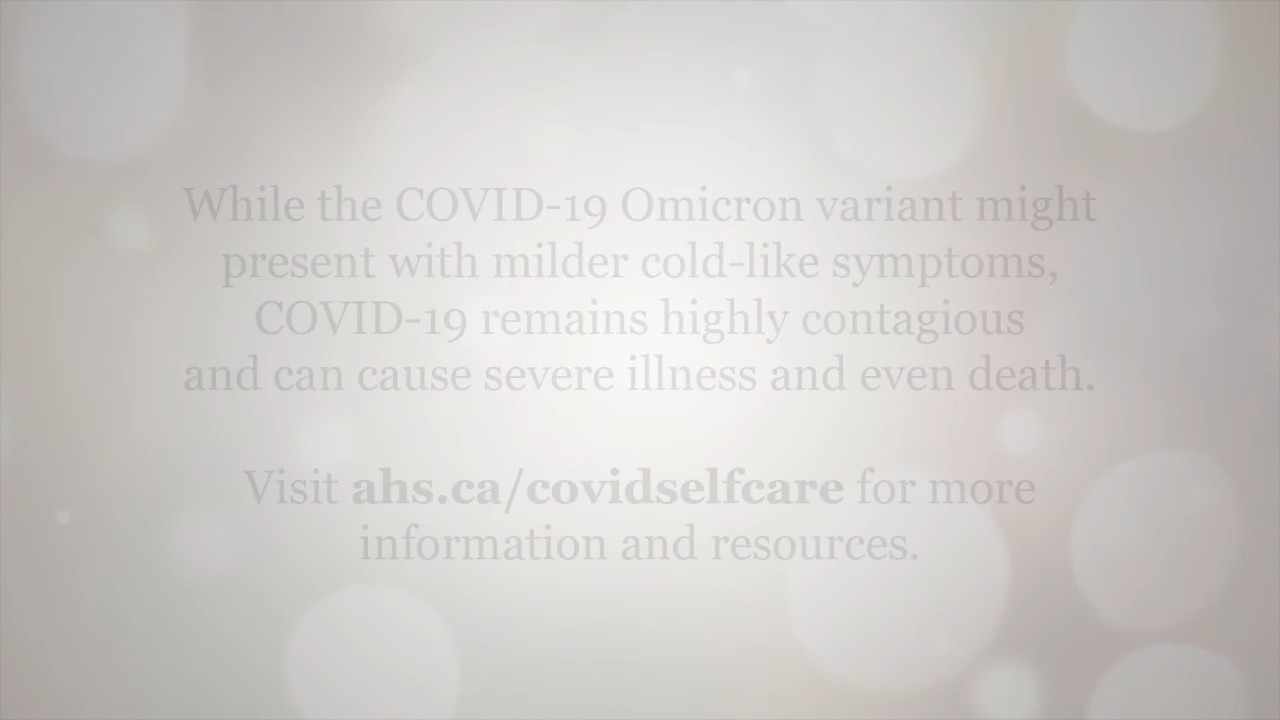 While the COVID-19 Omicron variant might
present with milder cold-like symptoms,
COVID-19 remains highly contagious
and can cause severe illness and even death.
Visit ahs.ca/covidselfcare for more
information and resources.